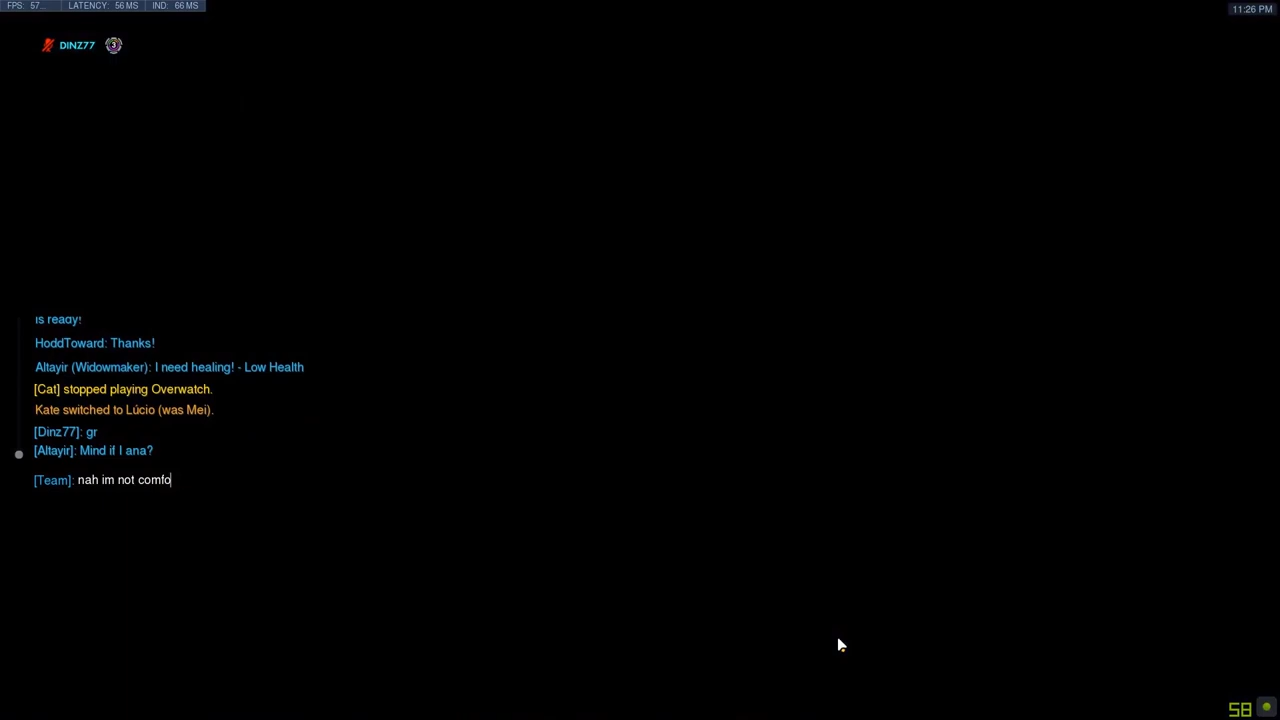 FPS: 57... LATENCY: 56 MS IND: 66 MS
11:26 PM
DINZ77 3
is ready!
HoddToward: Thanks!
Altayir (Widowmaker): I need healing! - Low Health
[Cat] stopped playing Overwatch.
Kate switched to Lúcio (was Mei).
[Dinz77]: gr
[Altayir]: Mind if I ana?
[Team]: nah im not comfo
58